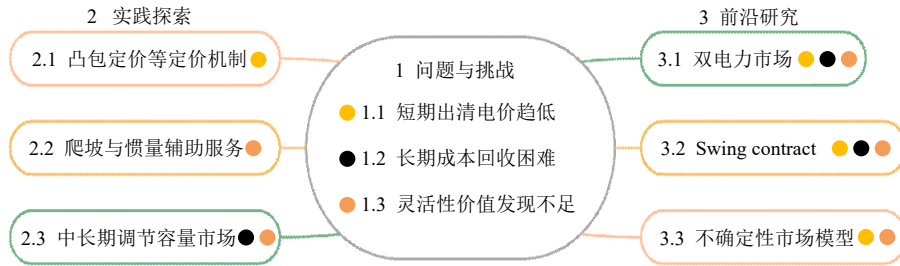 2 实践探索
2.1 凸包定价等定价机制
2.2 爬坡与惯量辅助服务
2.3 中长期调节容量市场
1 问题与挑战
1.1 短期出清电价趋低
1.2 长期成本回收困难
1.3 灵活性价值发现不足
3 前沿研究
3.1 双电力市场
3.2 Swing contract
3.3 不确定性市场模型